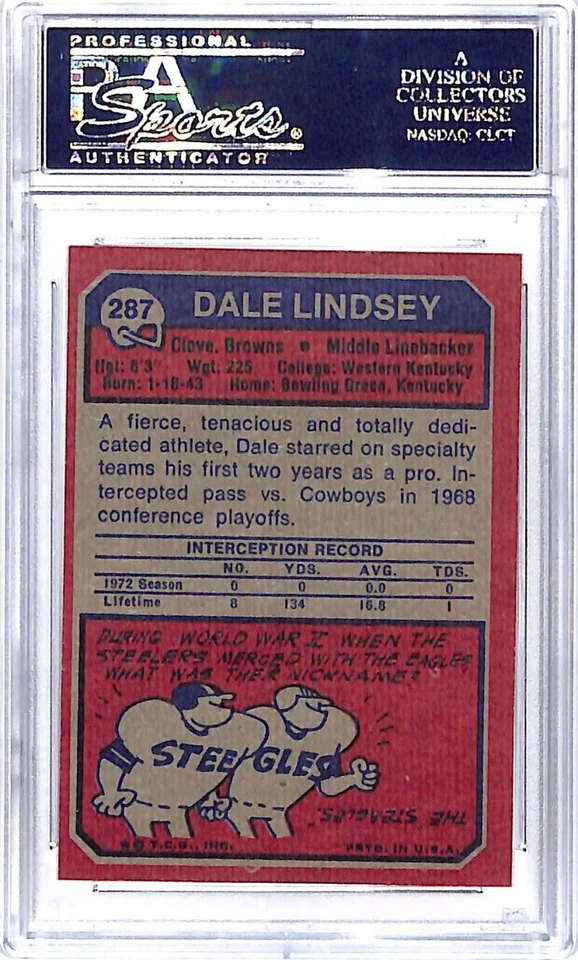 PROFESSIONAL
PSA
Sports®
AUTHENTICATOR
A
DIVISION OF
COLLECTORS
UNIVERSE
NASDAQ: CLCT
287
DALE LINDSEY
Cleve. Browns • Middle Linebacker
Hgt: 6'3" Wgt. 225 College: Western Kentucky
Born: 1-18-43 Home: Bowling Green, Kentucky
A fierce, tenacious and totally dedi-
cated athlete, Dale starred on specialty
teams his first two years as a pro. In-
tercepted pass vs. Cowboys in 1968
conference playoffs.
INTERCEPTION RECORD
NO. YDS. AVG. TDS.
1972 Season 0 0 0.0 0
Lifetime 8 134 16.8 1
DURING WORLD WAR II WHEN THE
STEELERS MERGED WITH THE EAGLES,
WHAT WAS THEIR NICKNAME?
STEE GLES
THE "STEAGLES".
© T.C.G., INC.
PRTD. IN U.S.A.